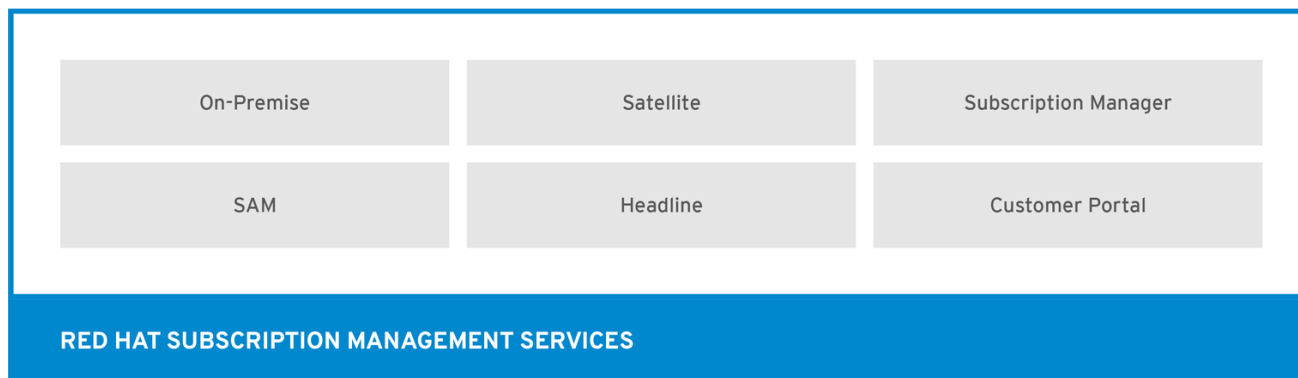 On-Premise
Satellite
Subscription Manager
SAM
Headline
Customer Portal
RED HAT SUBSCRIPTION MANAGEMENT SERVICES